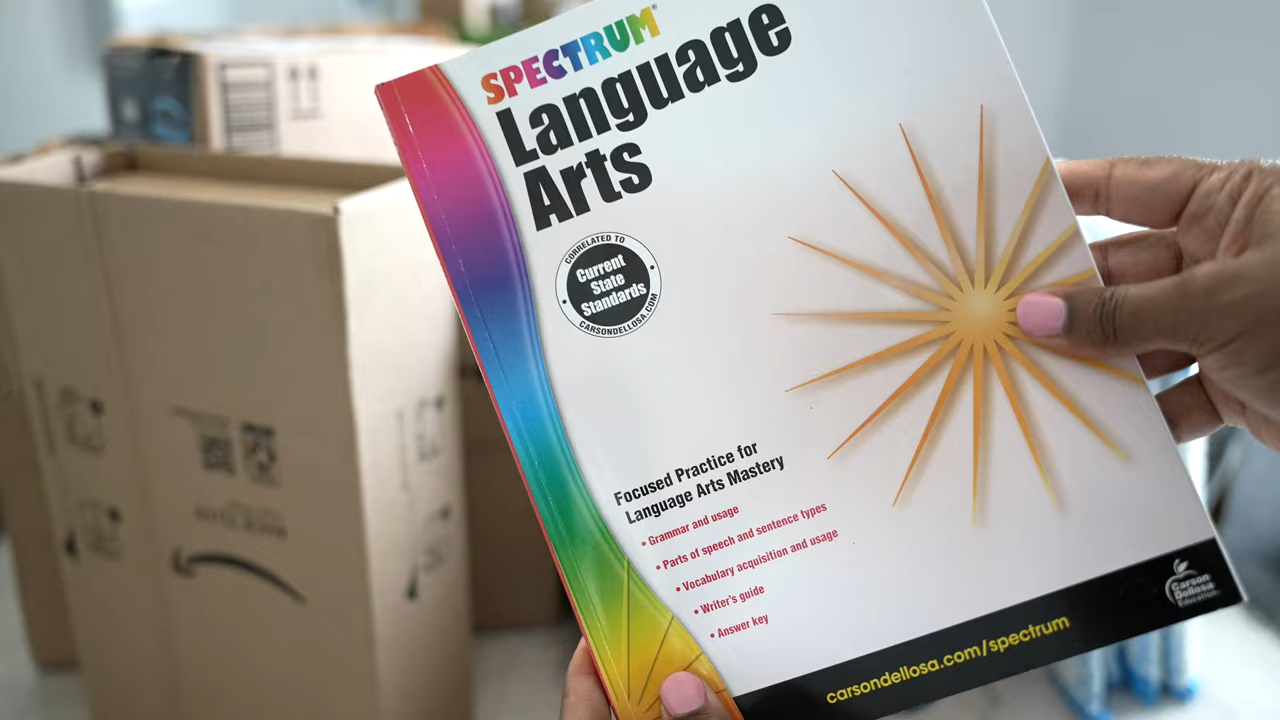 SPECTRUM®
Language
Arts
CORRELATED TO
Current
State
Standards
CARSONDELLOSA.COM
Focused Practice for
Language Arts Mastery
• Grammar and usage
• Parts of speech and sentence types
• Vocabulary acquisition and usage
• Writer's guide
• Answer key
Carson
Dellosa
Education
carsondellosa.com/spectrum